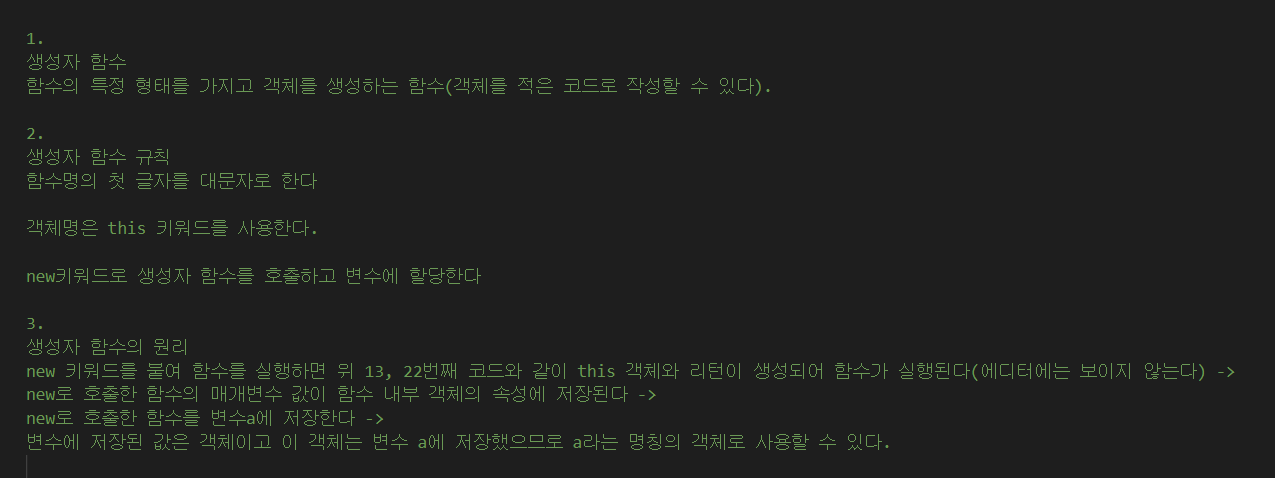 1.
생성자 함수
함수의 특정 형태를 가지고 객체를 생성하는 함수(객체를 적은 코드로 작성할 수 있다).
2.
생성자 함수 규칙
함수명의 첫 글자를 대문자로 한다
객체명은 this 키워드를 사용한다.
new키워드로 생성자 함수를 호출하고 변수에 할당한다
3.
생성자 함수의 원리
new 키워드를 붙여 함수를 실행하면 위 13, 22번째 코드와 같이 this 객체와 리턴이 생성되어 함수가 실행된다(에디터에는 보이지 않는다) ->
new로 호출한 함수의 매개변수 값이 함수 내부 객체의 속성에 저장된다 ->
new로 호출한 함수를 변수a에 저장한다 ->
변수에 저장된 값은 객체이고 이 객체는 변수 a에 저장했으므로 a라는 명칭의 객체로 사용할 수 있다.